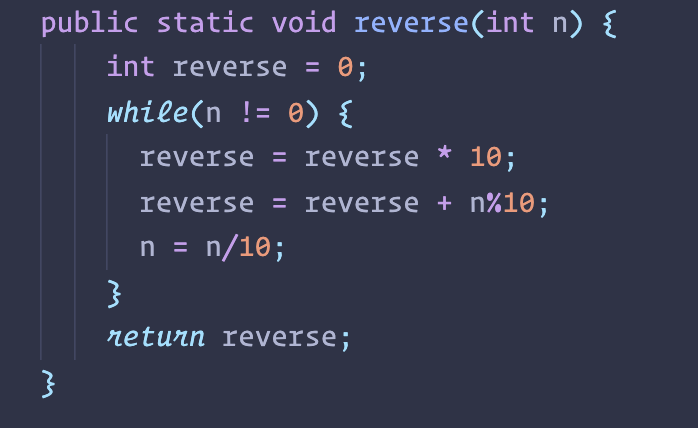 public static void reverse(int n) {
    int reverse = 0;
    while(n != 0) {
      reverse = reverse * 10;
      reverse = reverse + n%10;
      n = n/10;
    }
    return reverse;
}